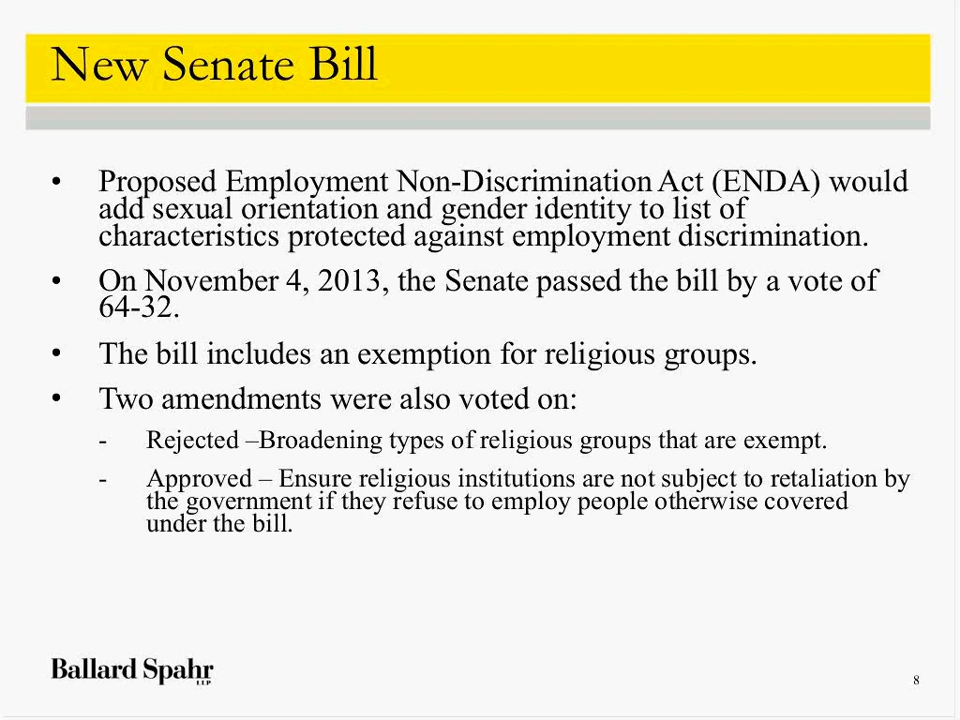 New Senate Bill
• Proposed Employment Non-Discrimination Act (ENDA) would
add sexual orientation and gender identity to list of
characteristics protected against employment discrimination.
• On November 4, 2013, the Senate passed the bill by a vote of
64-32.
• The bill includes an exemption for religious groups.
• Two amendments were also voted on:
- Rejected –Broadening types of religious groups that are exempt.
- Approved – Ensure religious institutions are not subject to retaliation by
the government if they refuse to employ people otherwise covered
under the bill.
Ballard Spahr
LLP
8